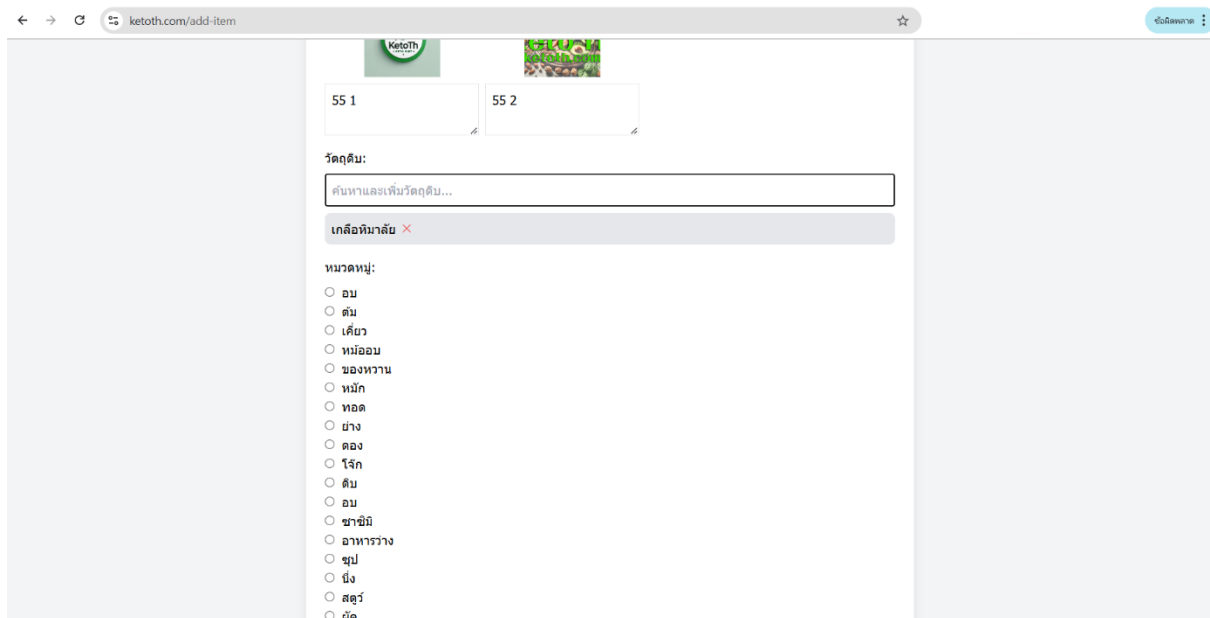 ketoth.com/add-item
ข้อผิดพลาด
KetoTh
55 1
55 2
วัตถุดิบ:
ค้นหาและเพิ่มวัตถุดิบ...
เกลือหิมาลัย ×
หมวดหมู่:
อบ
ต้ม
เคี่ยว
หม้ออบ
ของหวาน
หมัก
ทอด
ย่าง
ดอง
โจ๊ก
ดิบ
อบ
ซาชิมิ
อาหารว่าง
ซุป
นึ่ง
สตูว์
ผัด